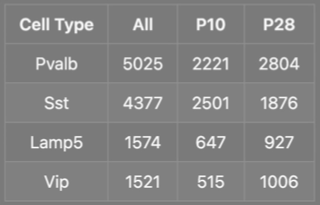 Cell Type All P10 P28
Pvalb 5025 2221 2804
Sst 4377 2501 1876
Lamp5 1574 647 927
Vip 1521 515 1006